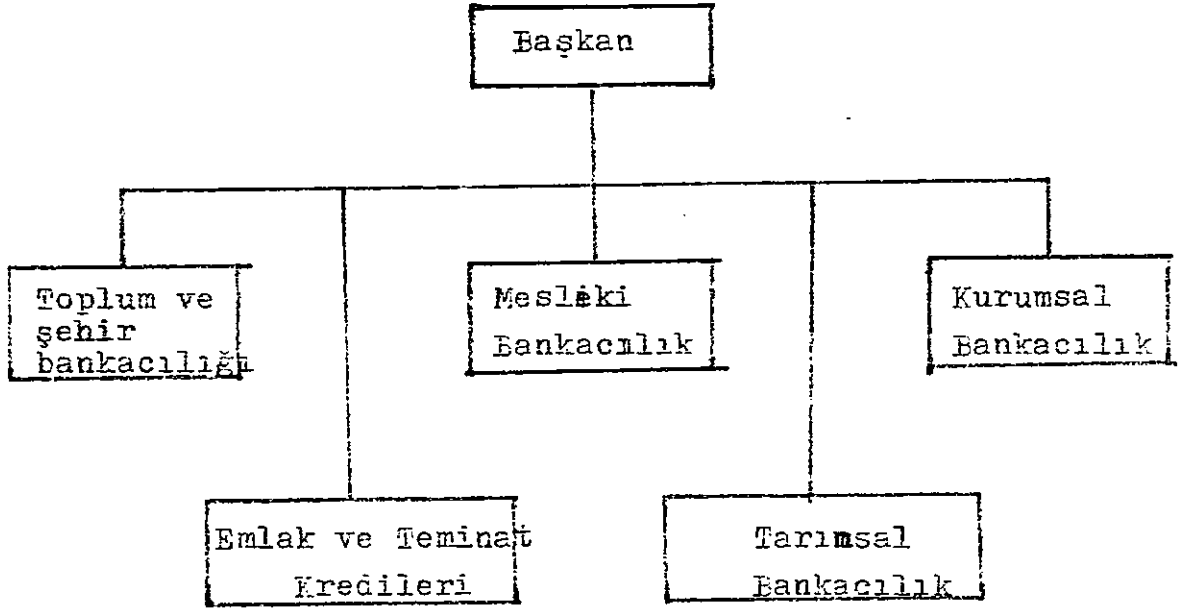 Başkan
Toplum ve
şehir
bankacılığı
Mesleki
Bankacılık
Kurumsal
Bankacılık
Emlak ve Teminat
Kredileri
Tarımsal
Bankacılık